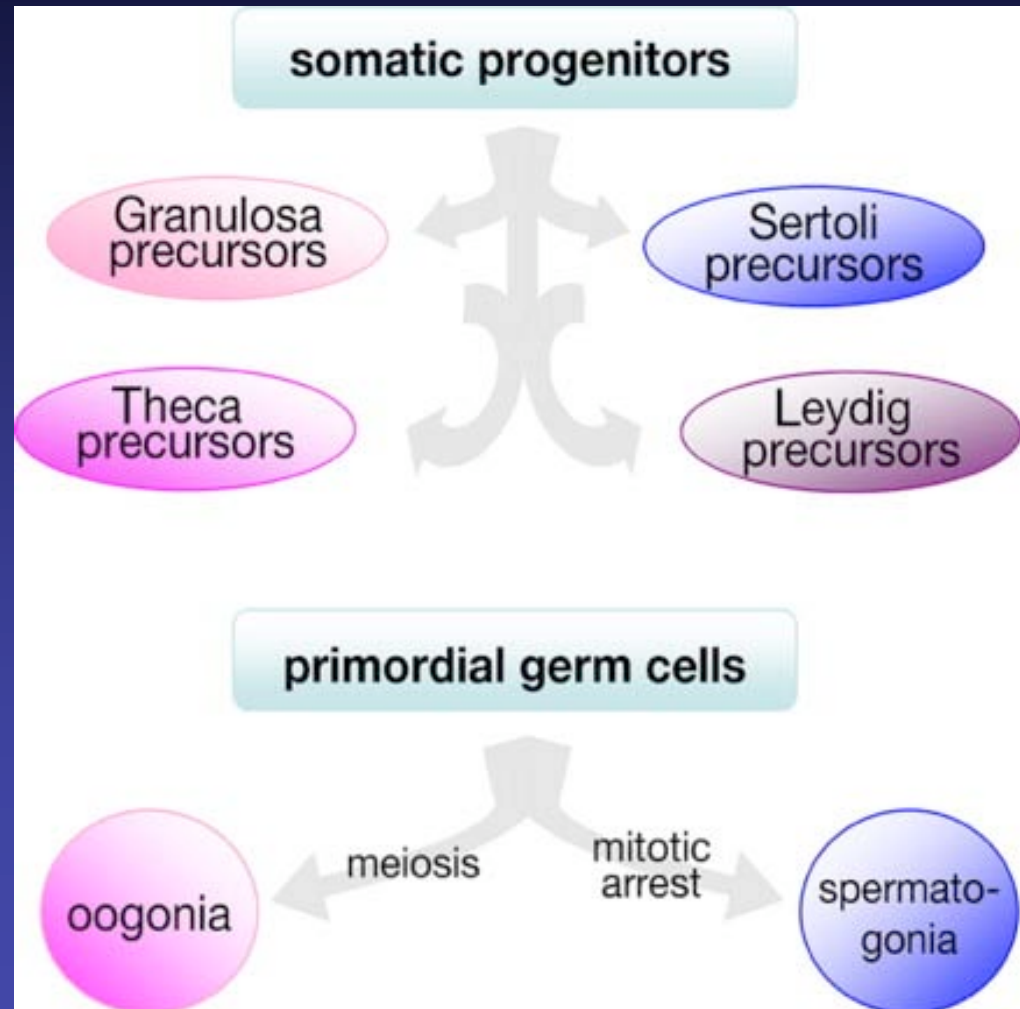 somatic progenitors
Granulosa
precursors
Sertoli
precursors
Theca
precursors
Leydig
precursors
primordial germ cells
meiosis
mitotic
arrest
oogonia
spermato-
gonia